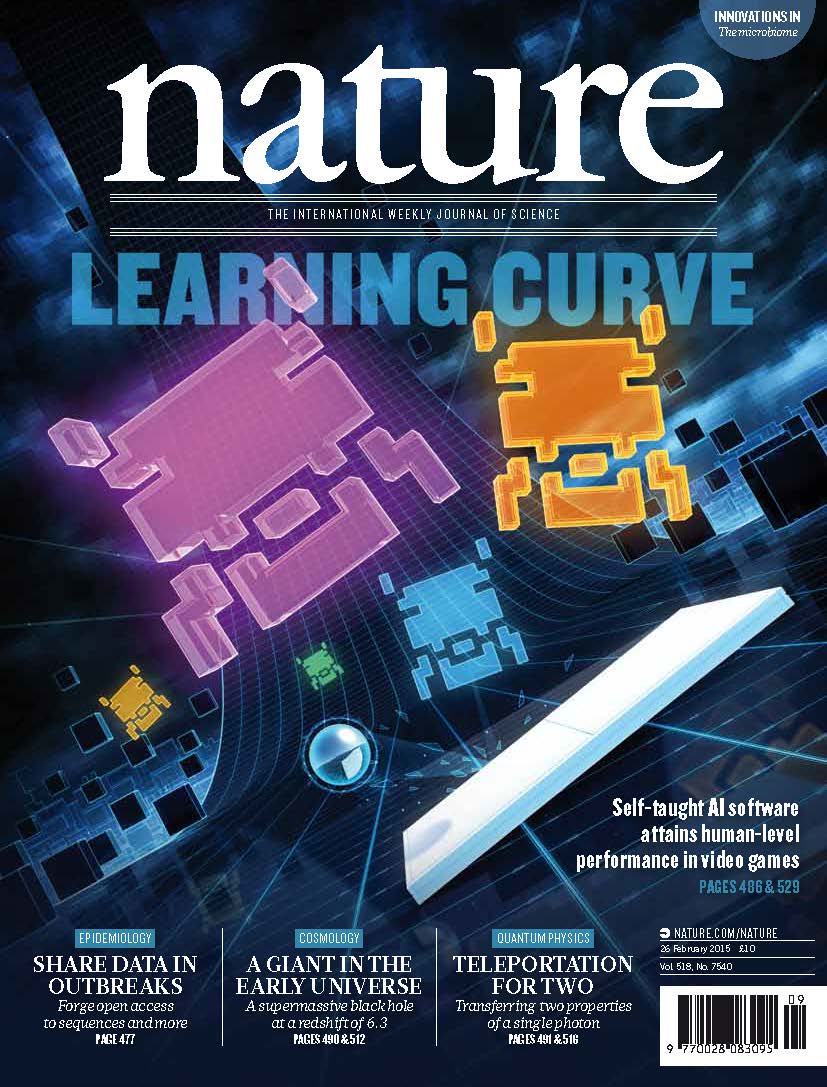 INNOVATIONS IN
The microbiome
nature
THE INTERNATIONAL WEEKLY JOURNAL OF SCIENCE
LEARNING CURVE
Self-taught AI software
attains human-level
performance in video games
PAGES 486 & 529
EPIDEMIOLOGY
SHARE DATA IN
OUTBREAKS
Forge open access
to sequences and more
PAGE 477
COSMOLOGY
A GIANT IN THE
EARLY UNIVERSE
A supermassive black hole
at a redshift of 6.3
PAGES 490 & 512
QUANTUM PHYSICS
TELEPORTATION
FOR TWO
Transferring two properties
of a single photon
PAGES 491 & 516
NATURE.COM/NATURE
26 February 2015 £10
Vol. 518, No. 7540
09
9 770028 083095